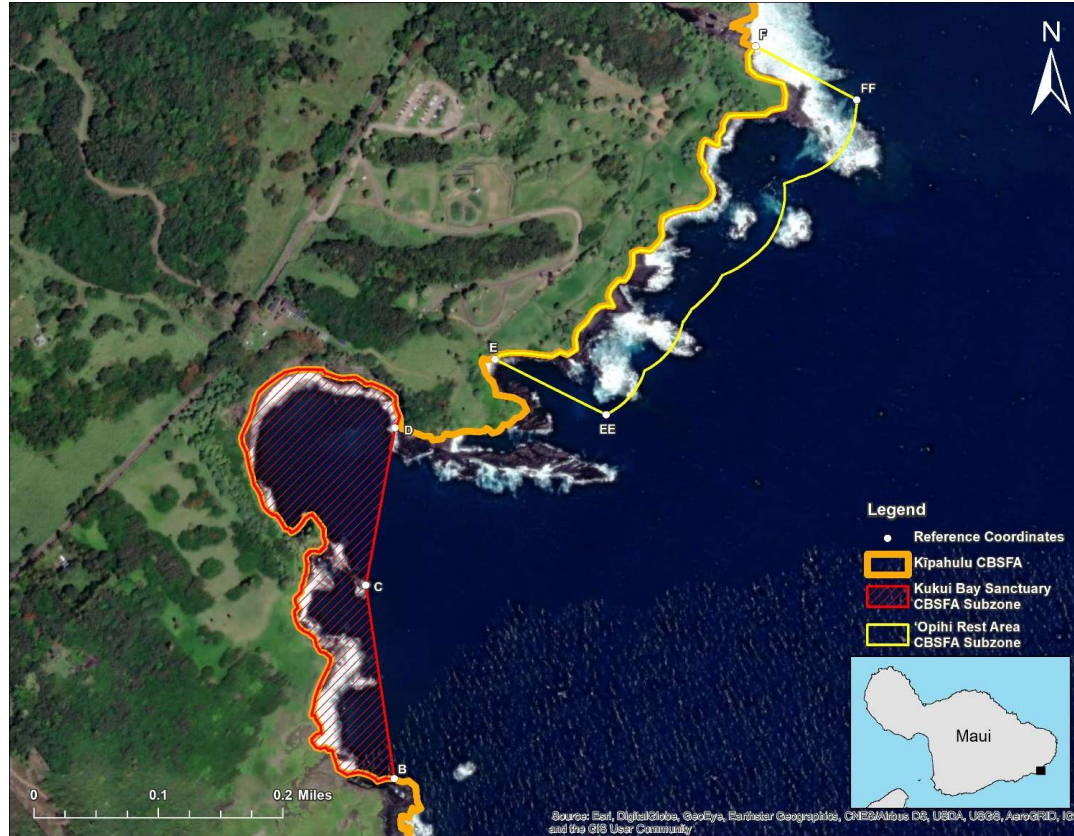 N
F
FF
E
EE
D
C
B
Legend
Reference Coordinates
Kīpahulu CBSFA
Kukui Bay Sanctuary
CBSFA Subzone
'Opihi Rest Area
CBSFA Subzone
Maui
0 0.1 0.2 Miles
Source: Esri, DigitalGlobe, GeoEye, Earthstar Geographics, CNES/Airbus DS, USDA, USGS, AeroGRID, IG
and the GIS User Community